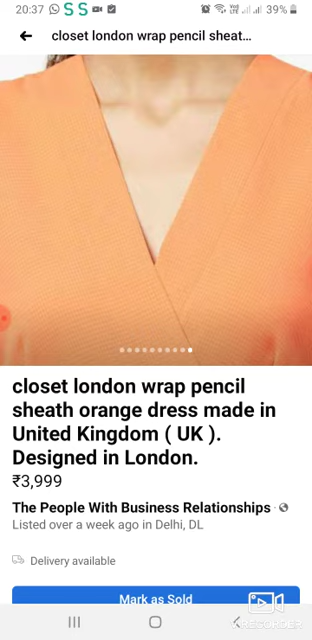 20:37
39%
closet london wrap pencil sheat...
closet london wrap pencil
sheath orange dress made in
United Kingdom ( UK ).
Designed in London.
₹3,999
The People With Business Relationships ·
Listed over a week ago in Delhi, DL
Delivery available
Mark as Sold